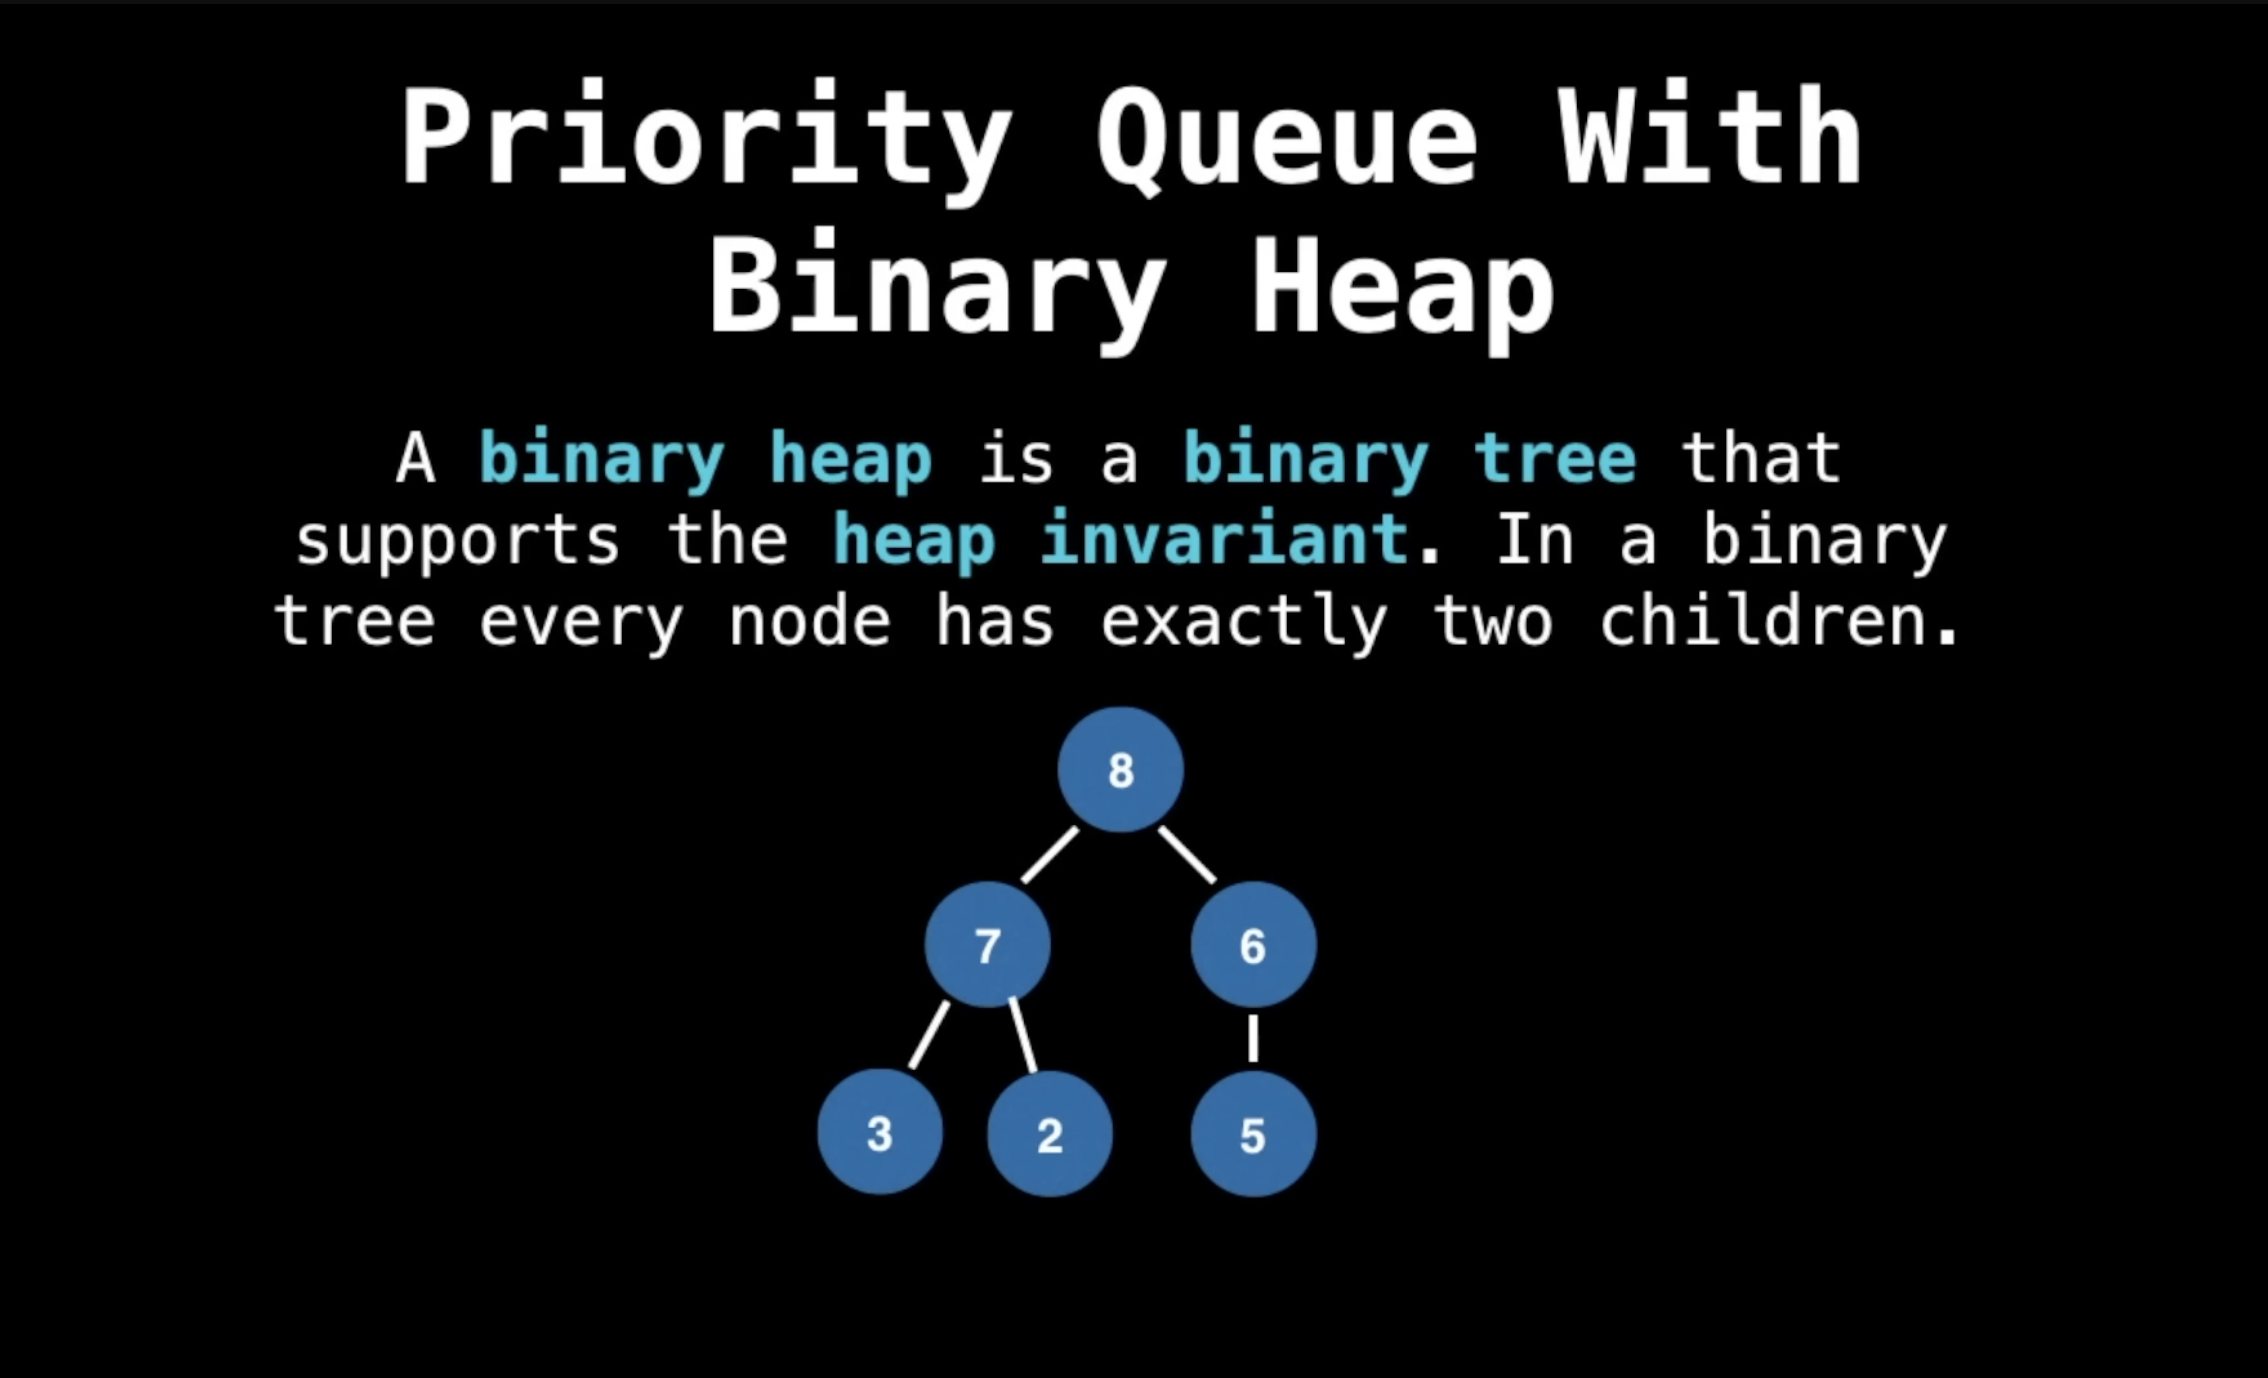 Priority Queue With
Binary Heap
A binary heap is a binary tree that
supports the heap invariant. In a binary
tree every node has exactly two children.
8
7 6
3 2 5